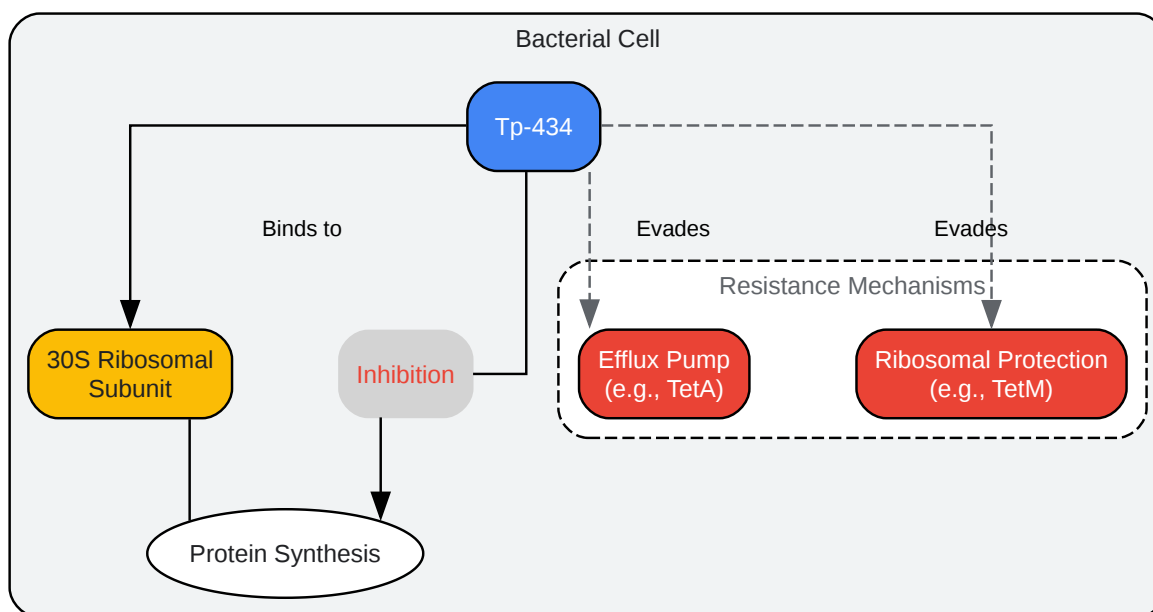 Bacterial Cell
Tp-434
Binds to
Evades
Evades
Resistance Mechanisms
30S Ribosomal
Subunit
Inhibition
Efflux Pump
(e.g., TetA)
Ribosomal Protection
(e.g., TetM)
Protein Synthesis